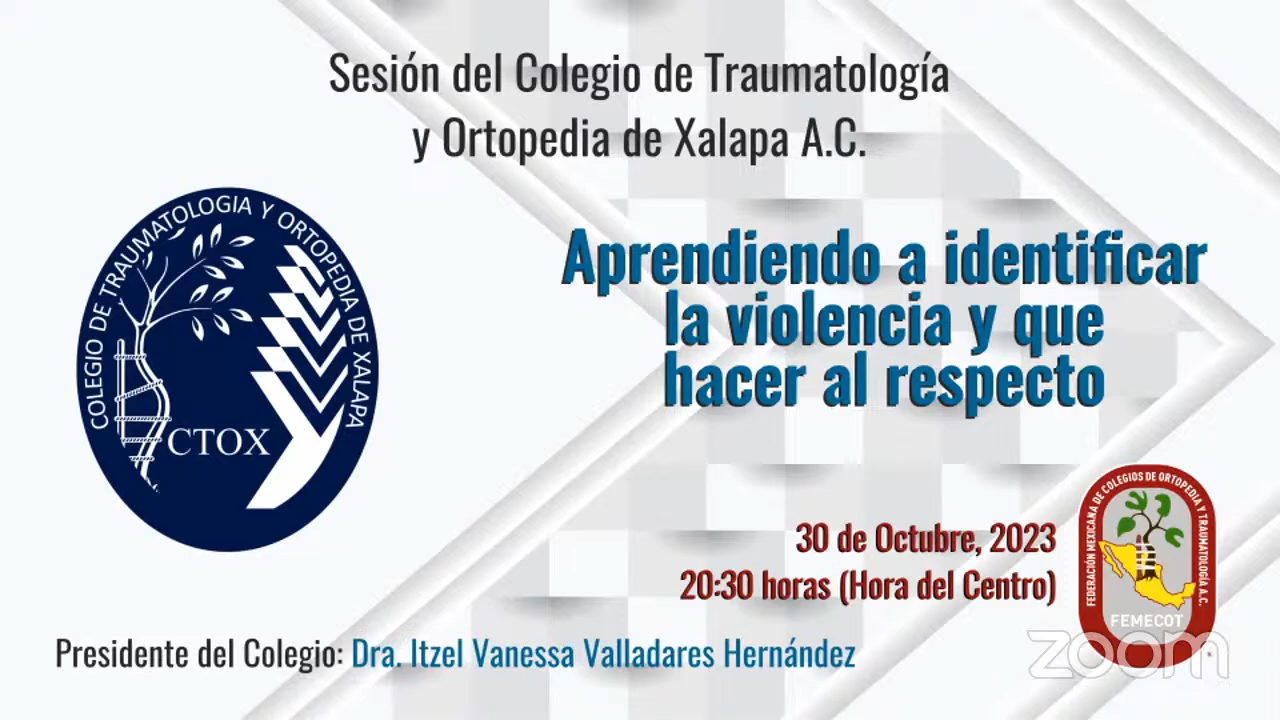 Sesión del Colegio de Traumatología
y Ortopedia de Xalapa A.C.
COLEGIO DE TRAUMATOLOGIA Y ORTOPEDIA DE XALAPA
CTOX
Aprendiendo a identificar
la violencia y que
hacer al respecto
30 de Octubre, 2023
20:30 horas (Hora del Centro)
FEDERACIÓN MEXICANA DE COLEGIOS DE ORTOPEDIA Y TRAUMATOLOGÍA A.C.
FEMECOT
zoom
Presidente del Colegio: Dra. Itzel Vanessa Valladares Hernández